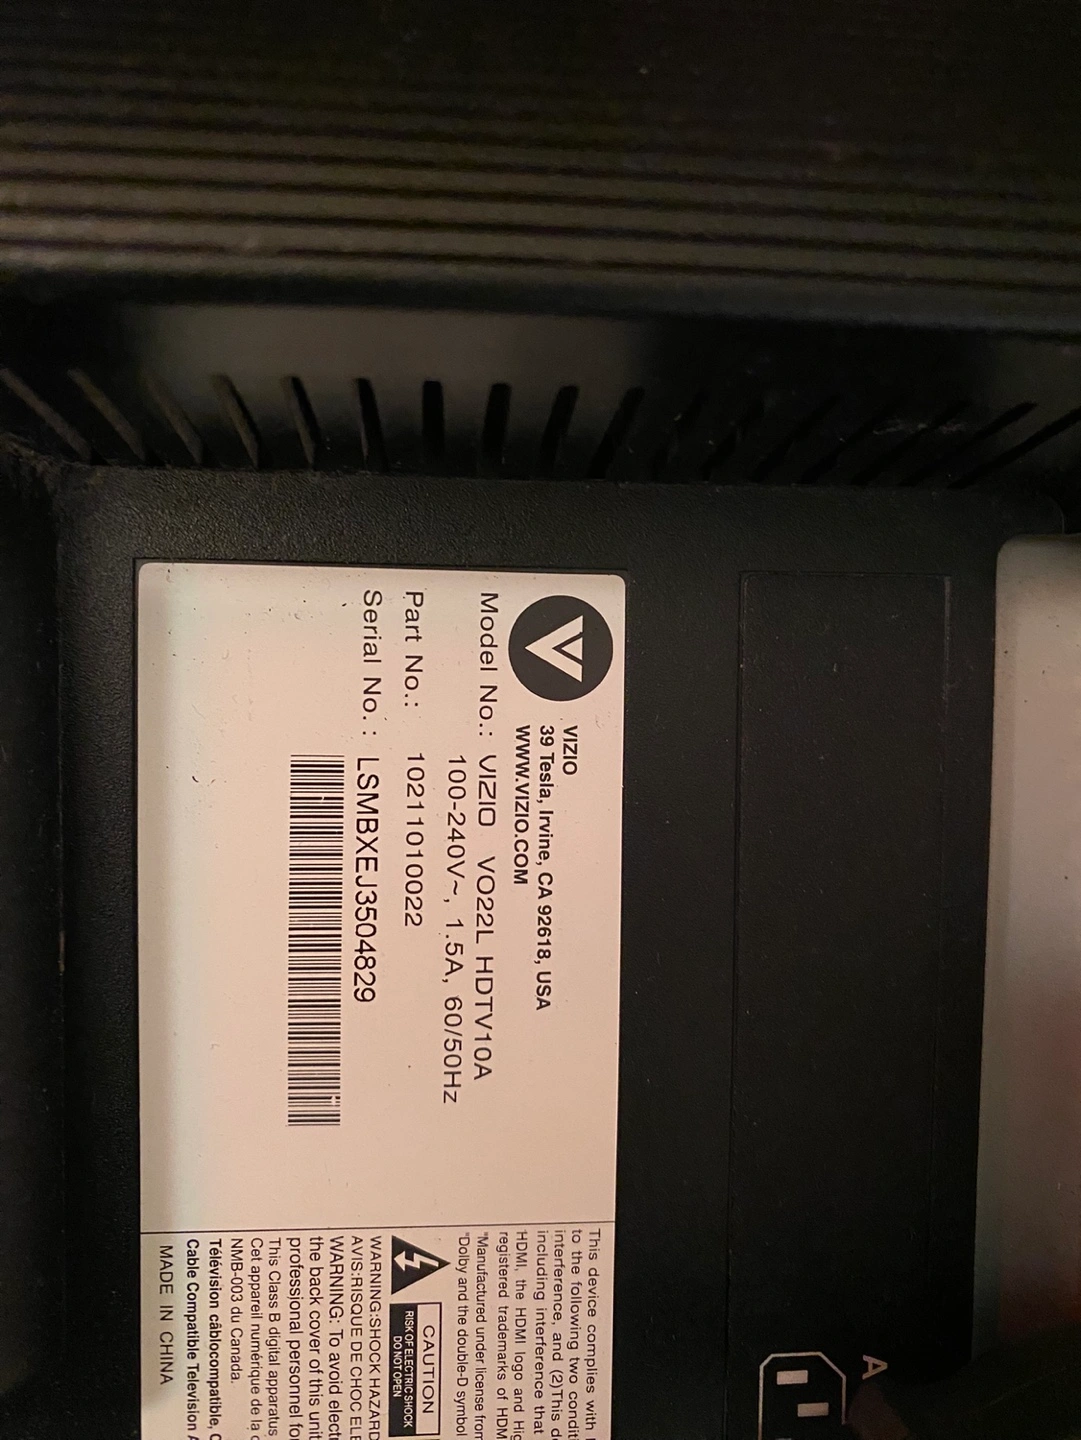 VIZIO
39 Tesla, Irvine, CA 92618, USA
WWW.VIZIO.COM
Model No.: VIZIO VO22L HDTV10A
100-240V~, 1.5A, 60/50Hz
Part No.: 10211010022
Serial No. : LSMBXEJ3504829
This device complies with
to the following two condit
interference, and (2)This d
including interference that
HDMI, the HDMI logo and Hig
registered trademarks of HDM
"Manufactured under license from
"Dolby and the double-D symbol
CAUTION
RISK OF ELECTRIC SHOCK
DO NOT OPEN
WARNING:SHOCK HAZARD
AVIS:RISQUE DE CHOC ELE
WARNING: To avoid electr
the back cover of this unit
professional personnel fo
This Class B digital apparatus
Cet appareil numérique de la c
NMB-003 du Canada.
Télévision câblocompatible, C
Cable Compatible Television A
MADE IN CHINA
A